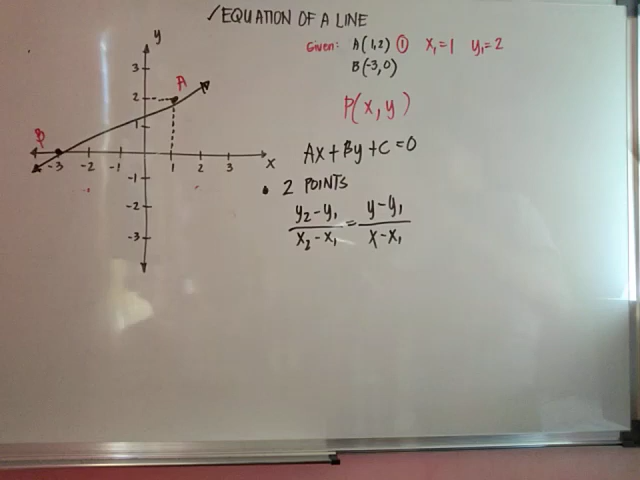 ✓EQUATION OF A LINE
Given: A(1,2) ① x₁=1 y₁=2
B(-3,0)
P(x,y)
Ax+By+C=0
• 2 POINTS
y₂-y₁ / x₂-x₁ = y-y₁ / x-x₁
y
3
A
2
1
B
-3 -2 -1 1 2 3 x
-1
-2
-3